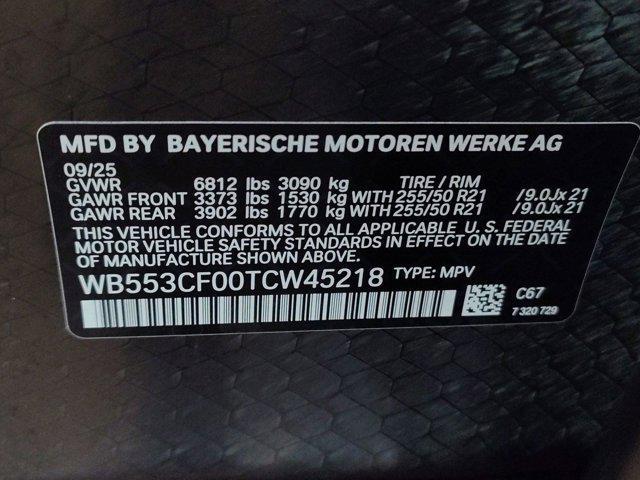 MFD BY BAYERISCHE MOTOREN WERKE AG
09/25
GVWR 6812 lbs 3090 kg TIRE / RIM
GAWR FRONT 3373 lbs 1530 kg WITH 255/50 R21 /9.0Jx 21
GAWR REAR 3902 lbs 1770 kg WITH 255/50 R21 /9.0Jx 21
THIS VEHICLE CONFORMS TO ALL APPLICABLE, U. S. FEDERAL
MOTOR VEHICLE SAFETY STANDARDS IN EFFECT ON THE DATE OF
MANUFACTURE SHOWN ABOVE.
WB553CF00TCW45218 TYPE: MPV
C67
7 320 729